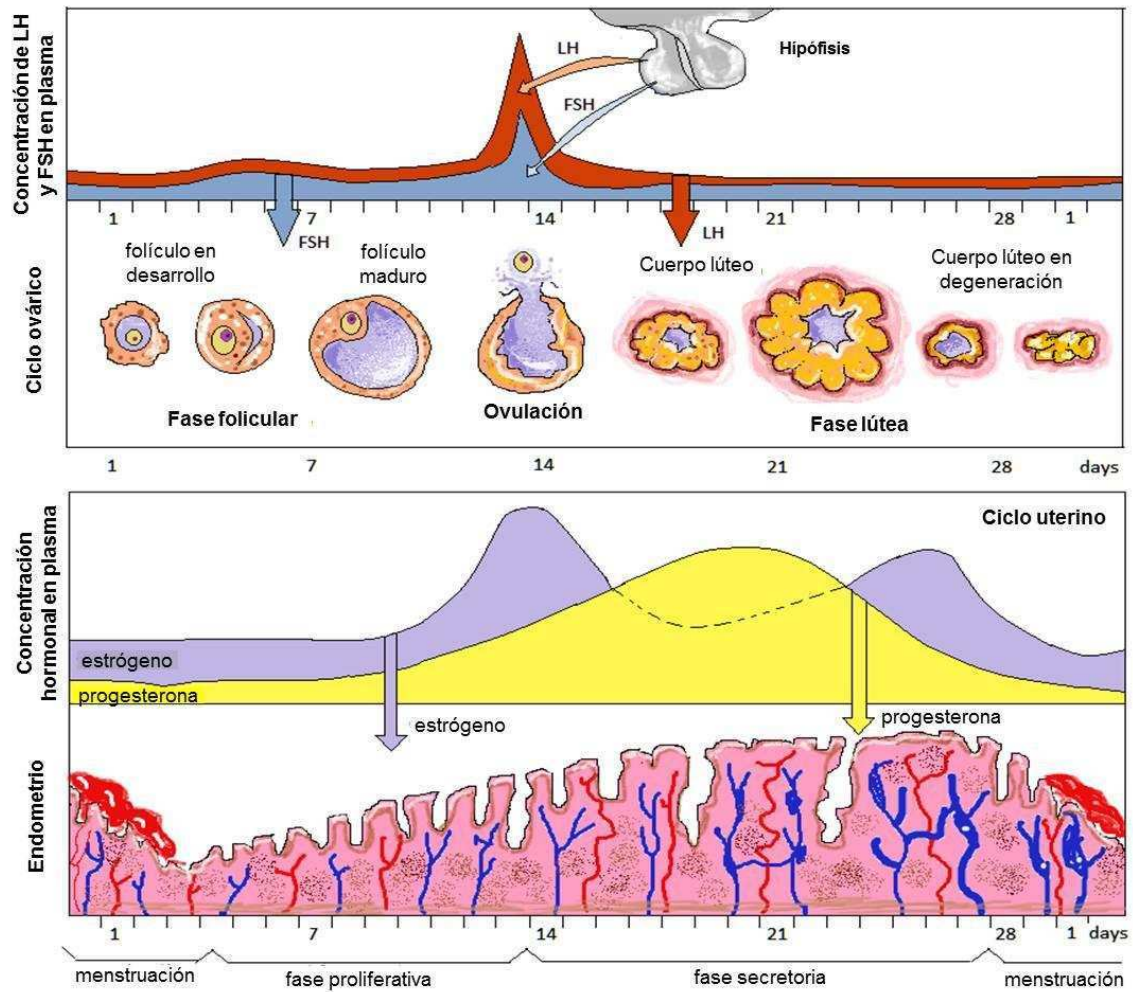 Concentración de LH
y FSH en plasma
LH
Hípófisis
FSH
1 7 14 21 28 1
FSH
LH
Ciclo ovárico
folículo en
desarrollo
folículo
maduro
Cuerpo lúteo
Cuerpo lúteo en
degeneración
Fase folicular
Ovulación
Fase lútea
1 7 14 21 28 days
Concentración
hormonal en plasma
Ciclo uterino
estrógeno
progesterona
estrógeno
progesterona
Endometrio
1 7 14 21 28 1 days
menstruación
fase proliferativa
fase secretoria
menstruación